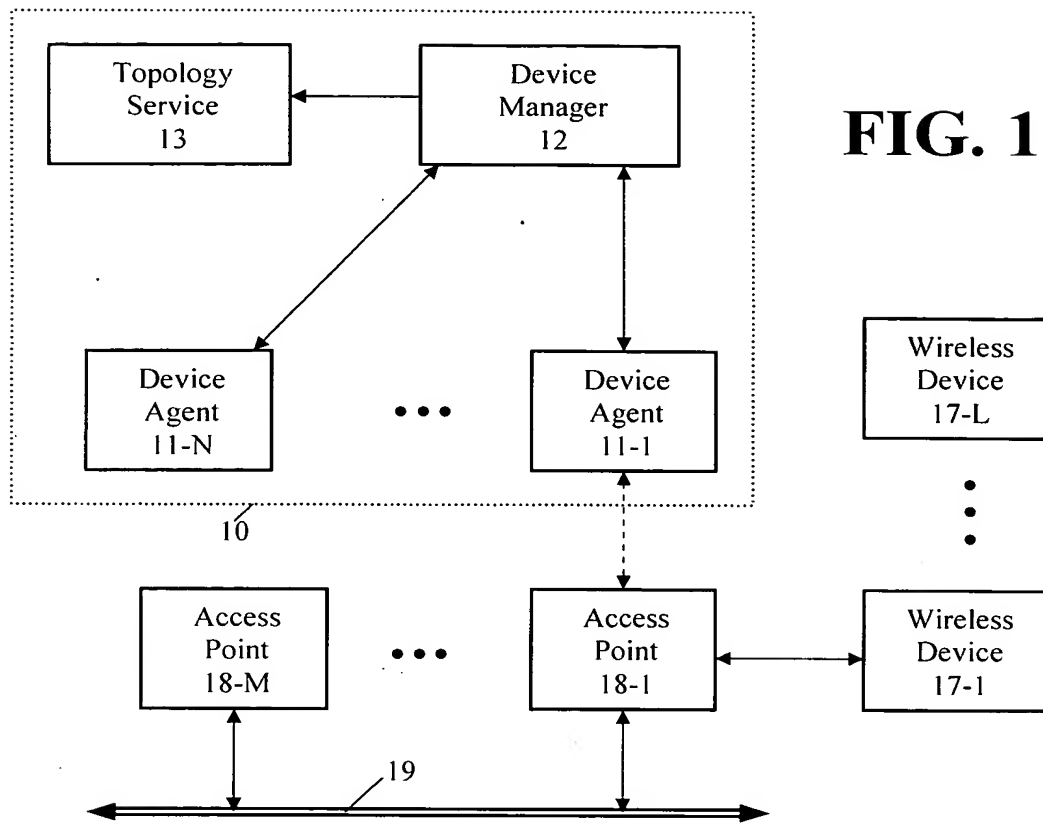 Topology
Service
13
Device
Manager
12
FIG. 1
Device
Agent
11-N
Device
Agent
11-1
Wireless
Device
17-L
10
Access
Point
18-M
Access
Point
18-1
Wireless
Device
17-1
19